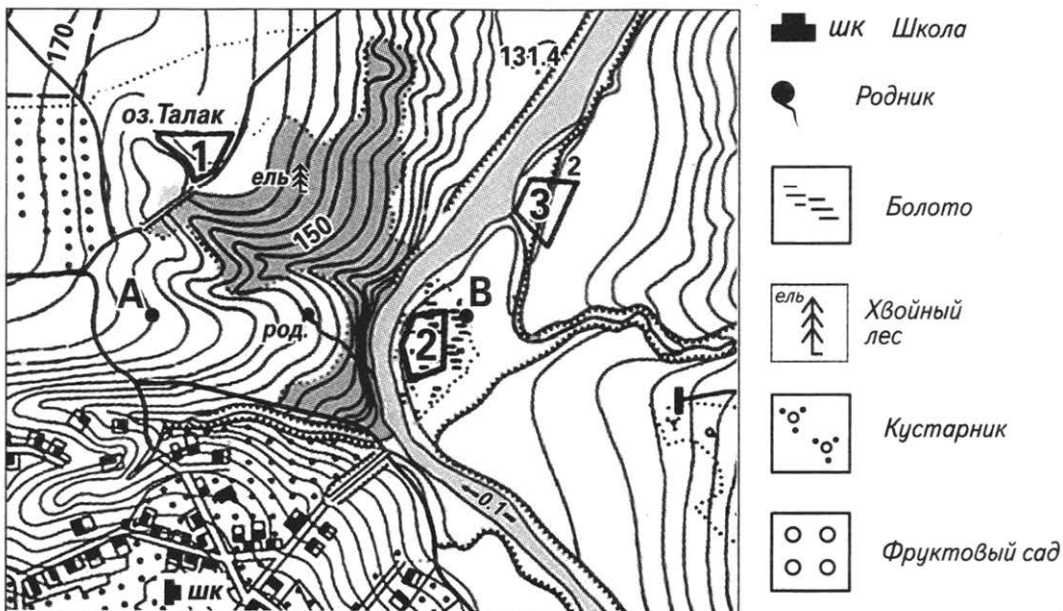 170
131.4
оз. Талак
1
2
ель
3
150
А
В
род.
2
0.1
шк
шк Школа
Родник
Болото
ель
Хвойный
лес
Кустарник
Фруктовый сад